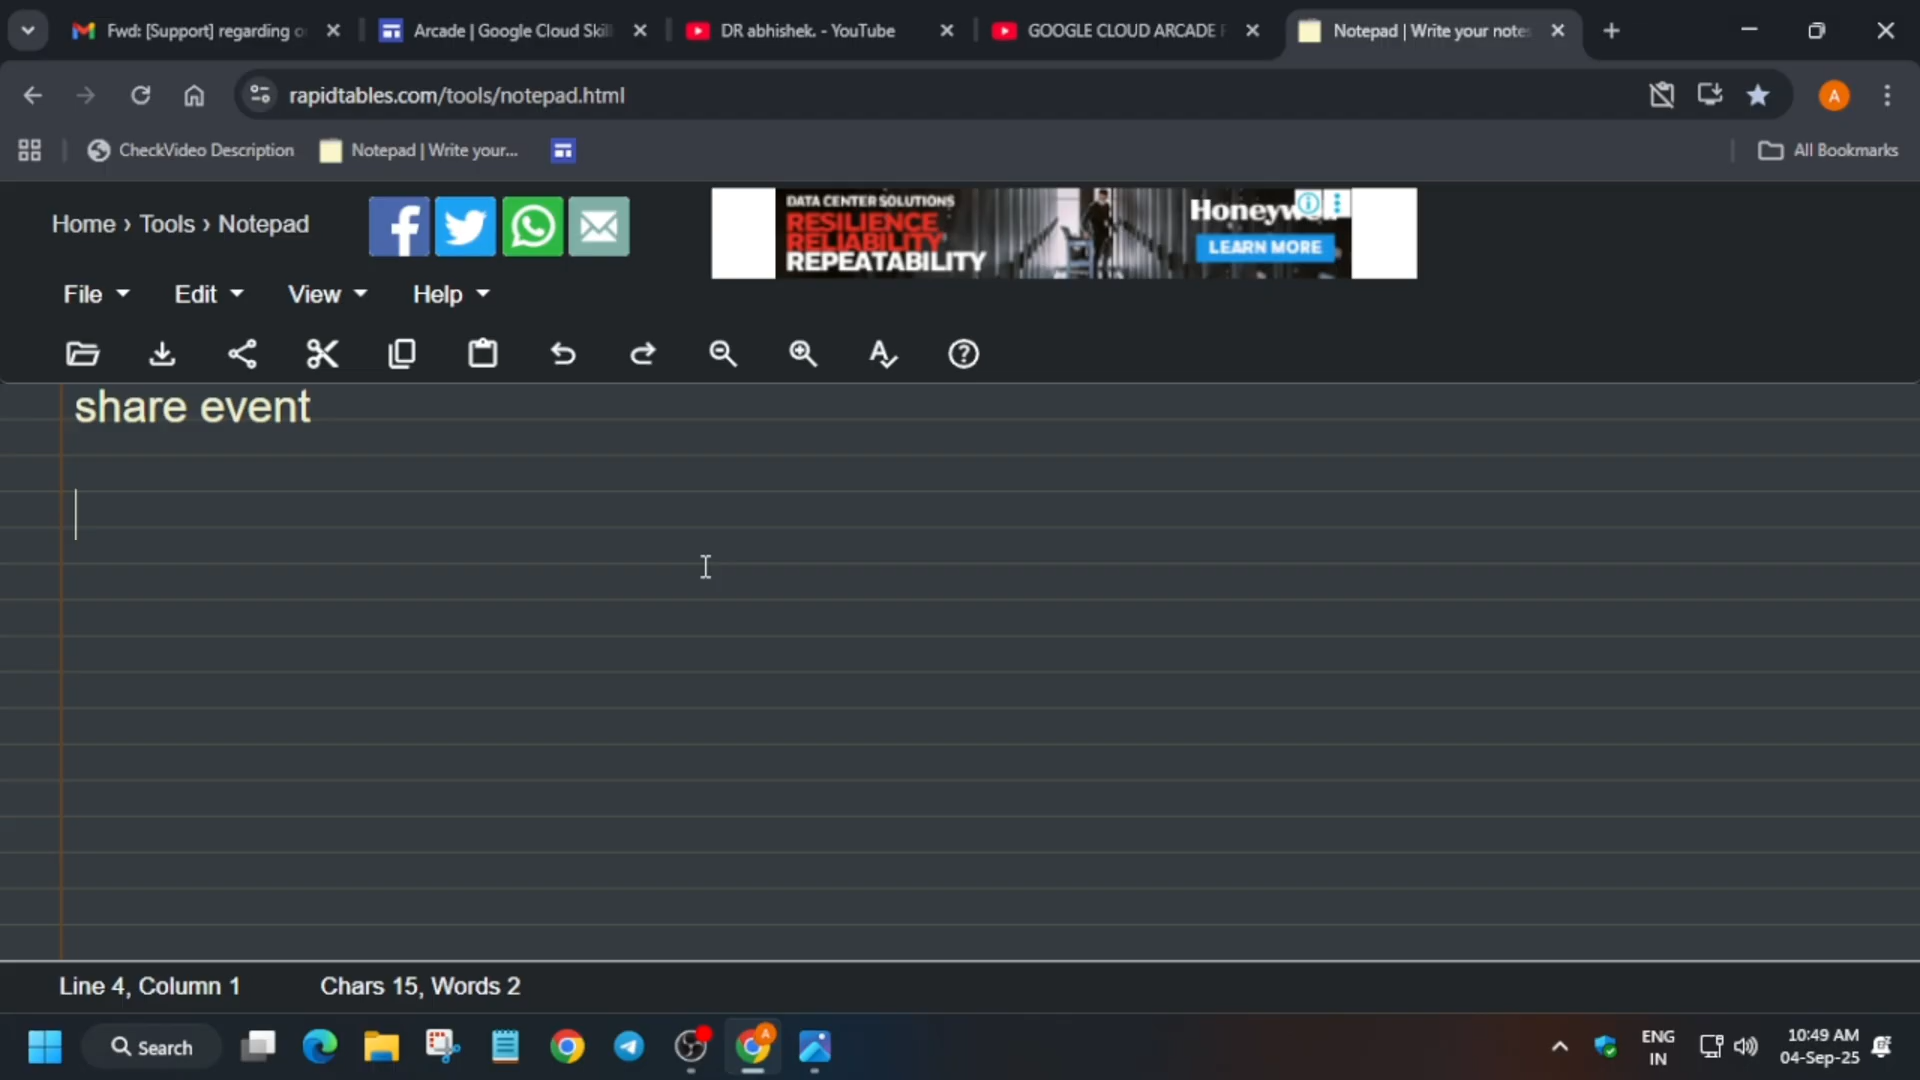 Fwd: [Support] regarding o
Arcade | Google Cloud Skil
DR abhishek. - YouTube
GOOGLE CLOUD ARCADE F
Notepad | Write your notes
rapidtables.com/tools/notepad.html
A
CheckVideo Description
Notepad | Write your...
All Bookmarks
Home › Tools › Notepad
DATA CENTER SOLUTIONS
RESILIENCE
RELIABILITY
REPEATABILITY
Honeywell
LEARN MORE
File
Edit
View
Help
share event
Line 4, Column 1
Chars 15, Words 2
Search
A
ENG
IN
10:49 AM
04-Sep-25